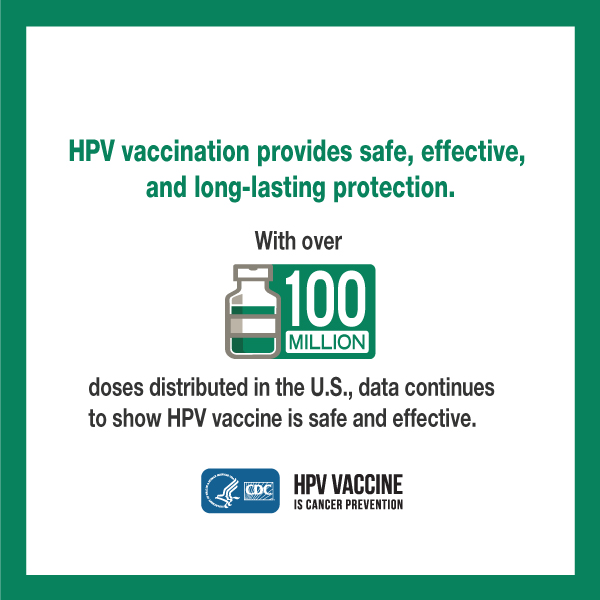 HPV vaccination provides safe, effective,
and long-lasting protection.
With over
100
MILLION
doses distributed in the U.S., data continues
to show HPV vaccine is safe and effective.
CDC
HPV VACCINE
IS CANCER PREVENTION